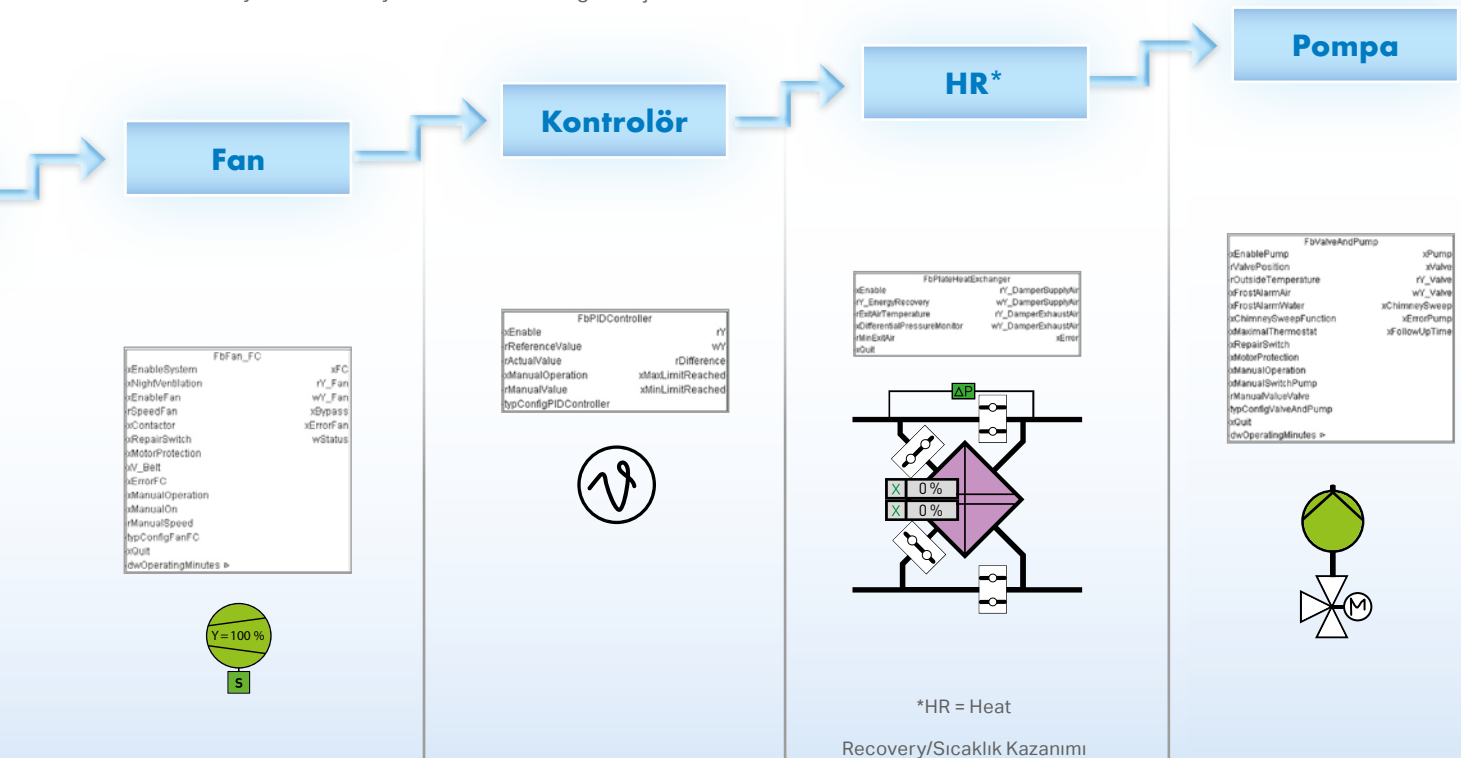 Fan
Kontrolör
HR*
Pompa
FbFan_FC
xEnableSystem xFC
xNightVentilation rY_Fan
xEnableFan wY_Fan
rSpeedFan xBypass
xContactor xErrorFan
xRepairSwitch wStatus
xMotorProtection
xV_Belt
xErrorFC
xManualOperation
xManualOn
rManualSpeed
typConfigFanFC
xQuit
dwOperatingMinutes
Y = 100 %
S
FbPIDController
xEnable rY
rReferenceValue wY
rActualValue rDifference
xManualOperation xMaxLimitReached
rManualValue xMinLimitReached
typConfigPIDController
FbPlateHeatExchanger
xEnable rY_DamperSupplyAir
rY_EnergyRecovery wY_DamperSupplyAir
rExitAirTemperature rY_DamperExhaustAir
xDifferentialPressureMonitor wY_DamperExhaustAir
rMinExitAir xError
xQuit
ΔP
X 0 %
X 0 %
*HR = Heat
Recovery/Sıcaklık Kazanımı
FbValveAndPump
xEnablePump xPump
rValvePosition xValve
rOutsideTemperature rY_Valve
xFrostAlarmAir wY_Valve
xFrostAlarmWater xChimneySweep
xChimneySweepFunction xErrorPump
xMaximalThermostat xFollowUpTime
xRepairSwitch
xMotorProtection
xManualOperation
xManualSwitchPump
rManualValueValve
typConfigValveAndPump
xQuit
dwOperatingMinutes
M